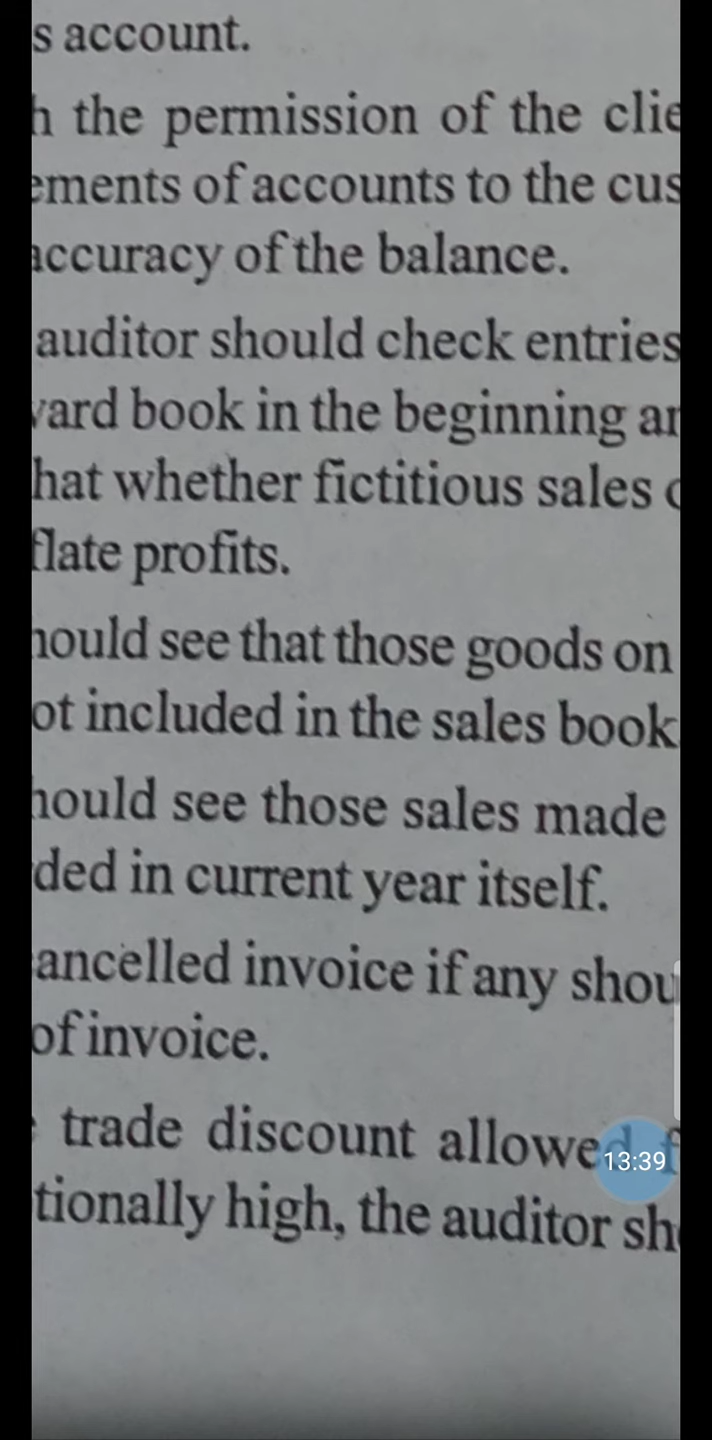 s account.
h the permission of the clie
ements of accounts to the cus
accuracy of the balance.
auditor should check entries
ard book in the beginning
hat whether fictitious sales
flate profits.
hould see that those goods on
ot included in the sales book
hould see those sales made
ded in current year itself.
ancelled invoice if any shou
of invoice.
trade discount allowed f
13:39
tionally high, the auditor sh